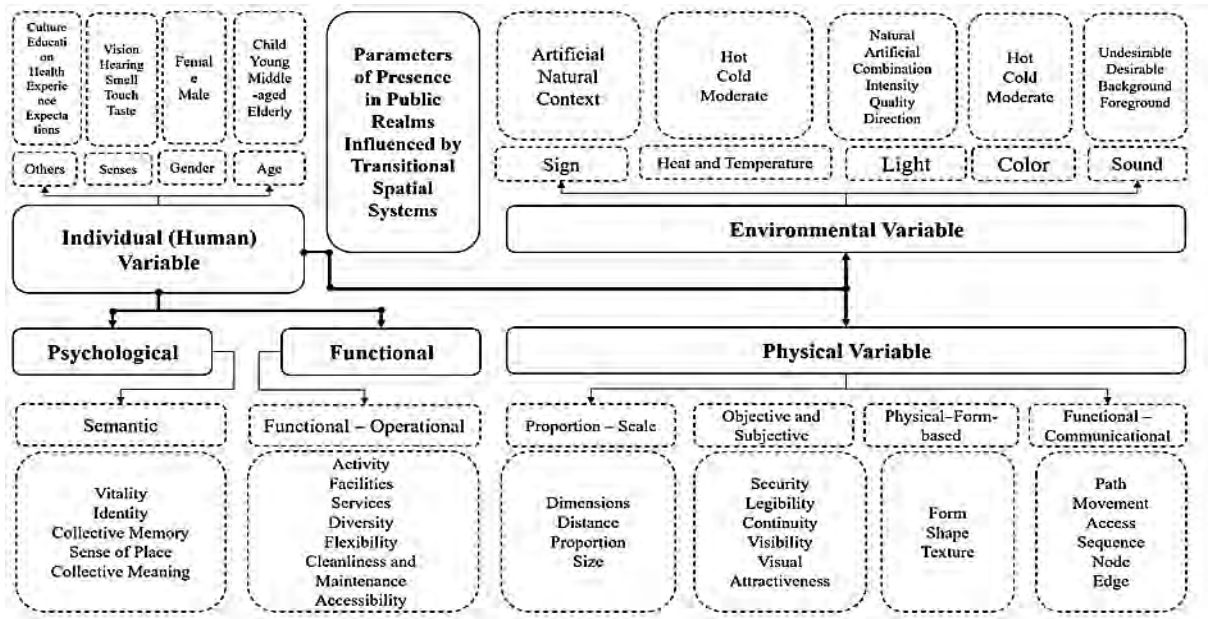 Culture
Educati
on
Health
Experie
nce
Expecta
tions
Vision
Hearing
Smell
Touch
Taste
Femal
e
Male
Child
Young
Middle
-aged
Elderly
Others
Senses
Gender
Age
Parameters
of Presence
in Public
Realms
Influenced by
Transitional
Spatial
Systems
Artificial
Natural
Context
Hot
Cold
Moderate
Natural
Artificial
Combination
Intensity
Quality
Direction
Hot
Cold
Moderate
Undesirable
Desirable
Background
Foreground
Sign
Heat and Temperature
Light
Color
Sound
Individual (Human)
Variable
Environmental Variable
Psychological
Functional
Physical Variable
Semantic
Functional – Operational
Proportion – Scale
Objective and
Subjective
Physical–Form-
based
Functional –
Communicational
Vitality
Identity
Collective Memory
Sense of Place
Collective Meaning
Activity
Facilities
Services
Diversity
Flexibility
Cleanliness and
Maintenance
Accessibility
Dimensions
Distance
Proportion
Size
Security
Legibility
Continuity
Visibility
Visual
Attractiveness
Form
Shape
Texture
Path
Movement
Access
Sequence
Node
Edge